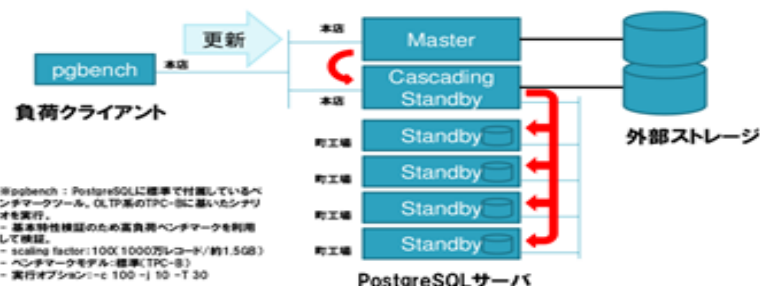 更新
本店
Master
pgbench
本店
負荷クライアント
Cascading
Standby
本店
外部ストレージ
町工場
Standby
町工場
Standby
町工場
Standby
町工場
Standby
PostgreSQLサーバ
※pgbench : PostgreSQLに標準で付属しているベ
ンチマークツール。OLTP系のTPC-Bに基いたシナリ
オを実行。
- 基本特性検証のため高負荷ベンチマークを利用
して検証。
- scaling factor:100(1000万レコード/約1.5GB)
- ベンチマークモデル:標準(TPC-B)
- 実行オプション:-c 100 -j 10 -T 30